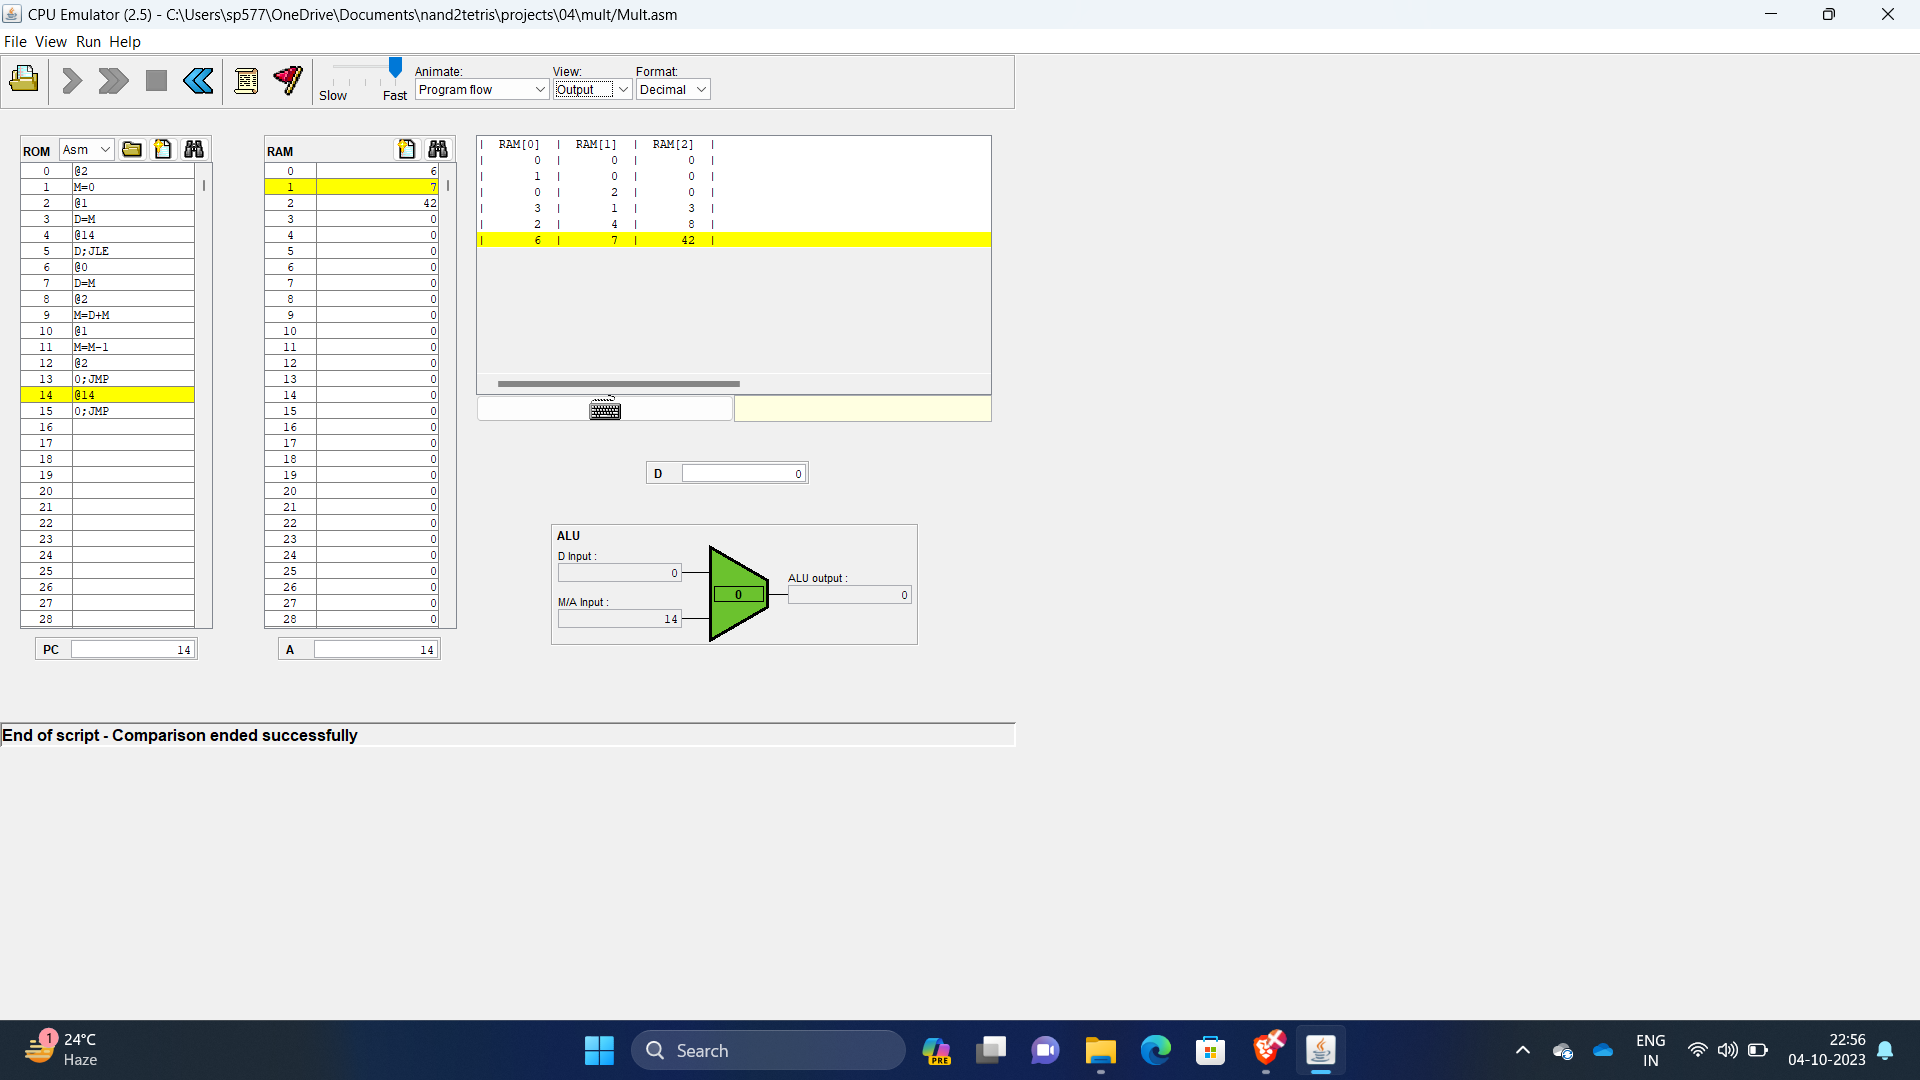 CPU Emulator (2.5) - C:\Users\sp577\OneDrive\Documents\nand2tetris\projects\04\mult/Mult.asm
File View Run Help
Slow Fast
Animate:
Program flow
View:
Output
Format:
Decimal
ROM Asm
0 @2
1 M=0
2 @1
3 D=M
4 @14
5 D;JLE
6 @0
7 D=M
8 @2
9 M=D+M
10 @1
11 M=M-1
12 @2
13 0;JMP
14 @14
15 0;JMP
16
17
18
19
20
21
22
23
24
25
26
27
28
PC 14
RAM
0 6
1 7
2 42
3 0
4 0
5 0
6 0
7 0
8 0
9 0
10 0
11 0
12 0
13 0
14 0
15 0
16 0
17 0
18 0
19 0
20 0
21 0
22 0
23 0
24 0
25 0
26 0
27 0
28 0
A 14
| RAM[0] | RAM[1] | RAM[2] |
| 0 | 0 | 0 |
| 1 | 0 | 0 |
| 0 | 2 | 0 |
| 3 | 1 | 3 |
| 2 | 4 | 8 |
| 6 | 7 | 42 |
D 0
ALU
D Input :
0
M/A Input :
14
0
ALU output :
0
End of script - Comparison ended successfully
1
24°C
Haze
Search
PRE
ENG
IN
22:56
04-10-2023